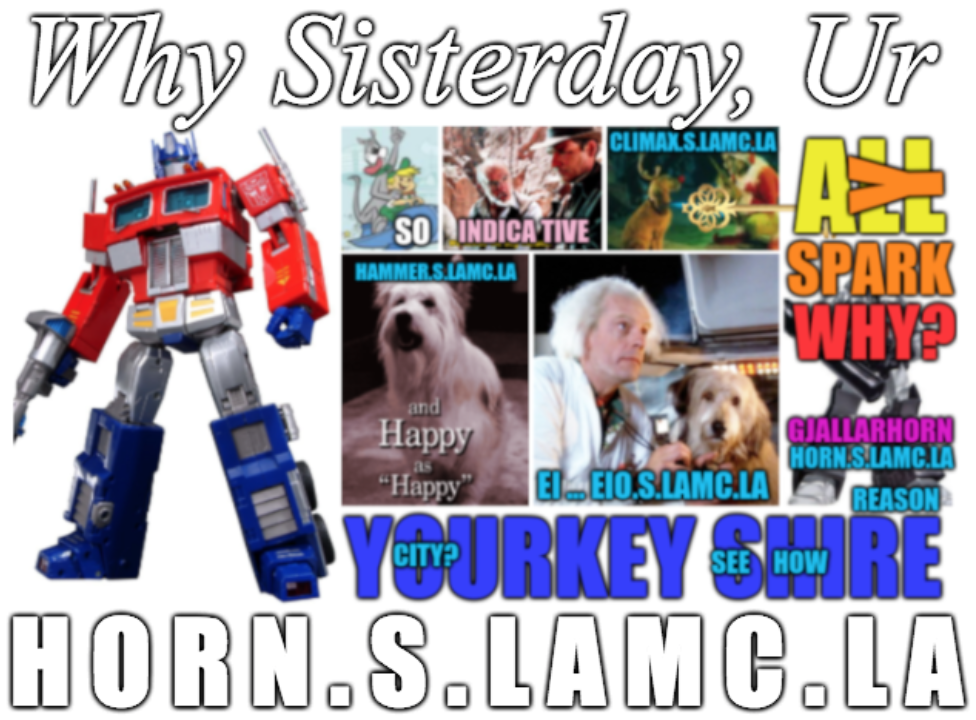 Why Sisterday, Ur
SO
INDICA TIVE
CLIMAX.S.LAMC.LA
ALL
Y
SPARK
WHY?
HAMMER.S.LAMC.LA
and
Happy
as
"Happy"
EI ... EIO.S.LAMC.LA
GJALLARHORN
HORN.S.LAMC.LA
REASON
YOURKEY SHIRE
CITY?
SEE HOW
HORN.S.LAMC.LA